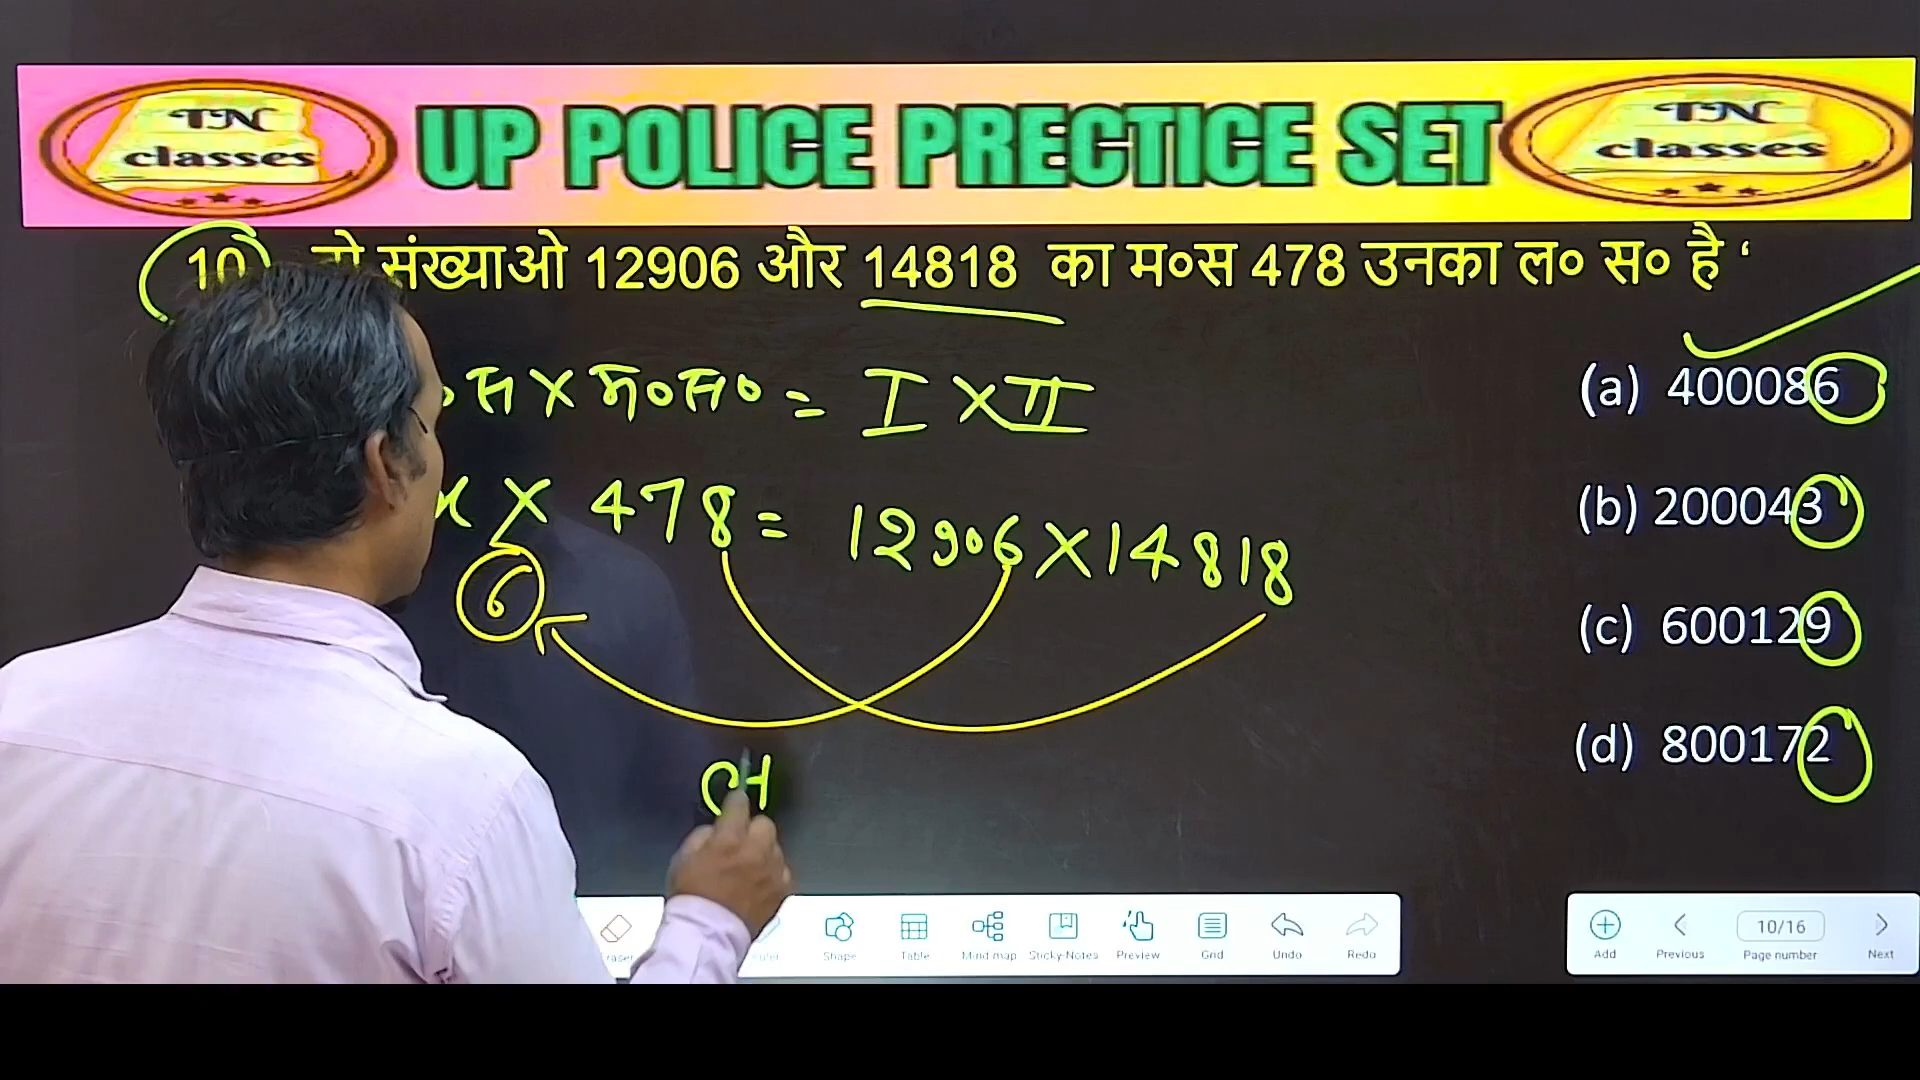 TN
classes
UP POLICE PRECTICE SET
TN
classes
10 संख्याओ 12906 और 14818 का म०स 478 उनका ल० स० है ‘
स × म०स० = I × II
x × 478 = 12906 × 14818
6
(a) 400086
(b) 200043
(c) 600129
(d) 800172
Shape
Table
Mind map
Sticky-Notes
Preview
Grid
Undo
Redo
Add
Previous
10/16
Page number
Next